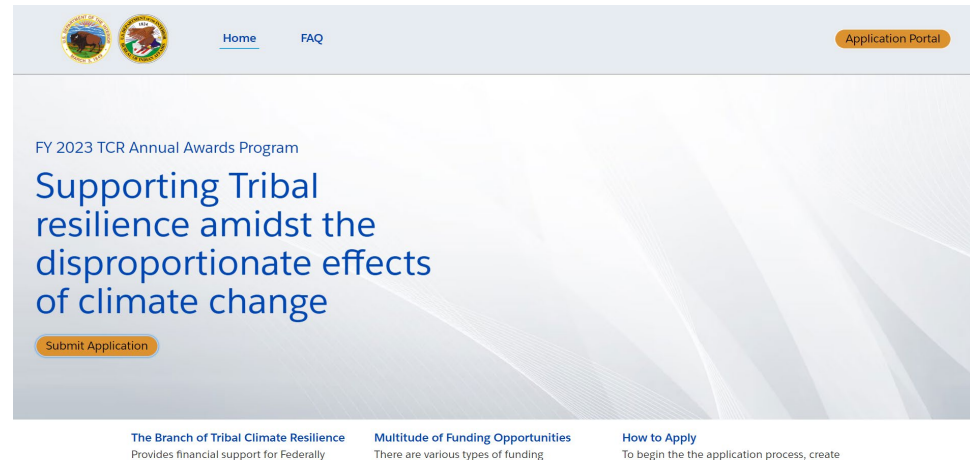 Home
FAQ
Application Portal
FY 2023 TCR Annual Awards Program
Supporting Tribal
resilience amidst the
disproportionate effects
of climate change
Submit Application
The Branch of Tribal Climate Resilience
Provides financial support for Federally
Multitude of Funding Opportunities
There are various types of funding
How to Apply
To begin the the application process, create